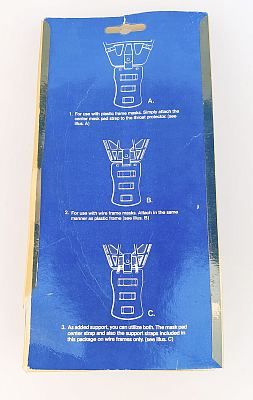 A.
1. For use with plastic frame masks. Simply attach the
center mask pad strap to the throat protector. (see
illus. A)
B.
2. For use with wire frame masks. Attach in the same
manner as plastic frame (see illus. B)
C.
3. As added support, you can utilize both. The mask pad
center strap and also the support straps included in
this package on wire frames only. (see illus. C)